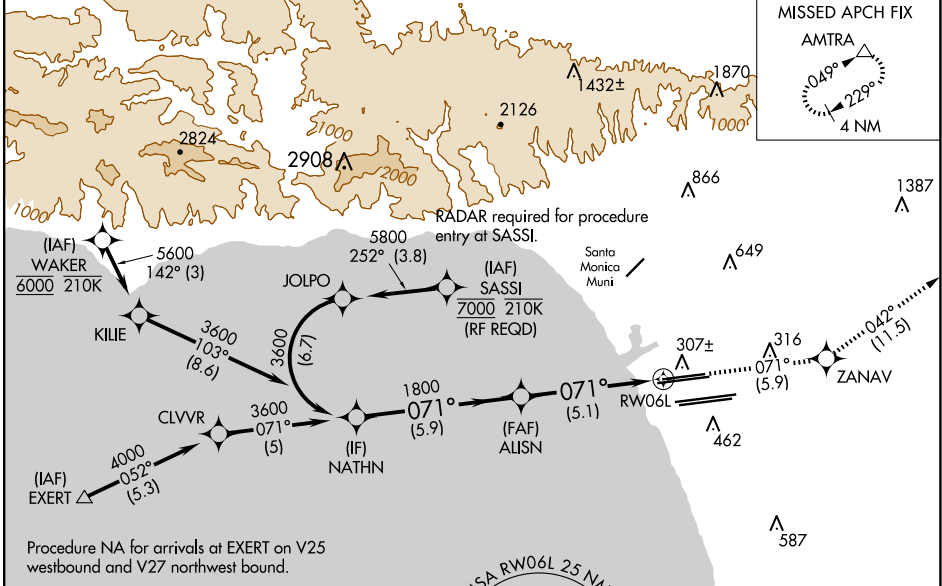 MISSED APCH FIX
AMTRA
049°
229°
4 NM
1432±
1870
1000
2126
1000
2824
2908
2000
1000
866
1387
RADAR required for procedure
entry at SASSI.
5800
252° (3.8)
(IAF)
WAKER
6000 210K
5600
142° (3)
Santa
Monica
Muni
649
JOLPO
(IAF)
SASSI
7000 210K
(RF REQD)
KILIE
3600
103°
(8.6)
3600
(6.7)
042°
(11.5)
307±
316
071°
(5.9)
ZANAV
RW06L
1800
071°
(5.9)
071°
(5.1)
CLVVR
3600
071°
(5)
(IF)
NATHN
(FAF)
ALISN
462
4000
052°
(5.3)
(IAF)
EXERT
587
Procedure NA for arrivals at EXERT on V25
westbound and V27 northwest bound.
SA RW06L 25 N